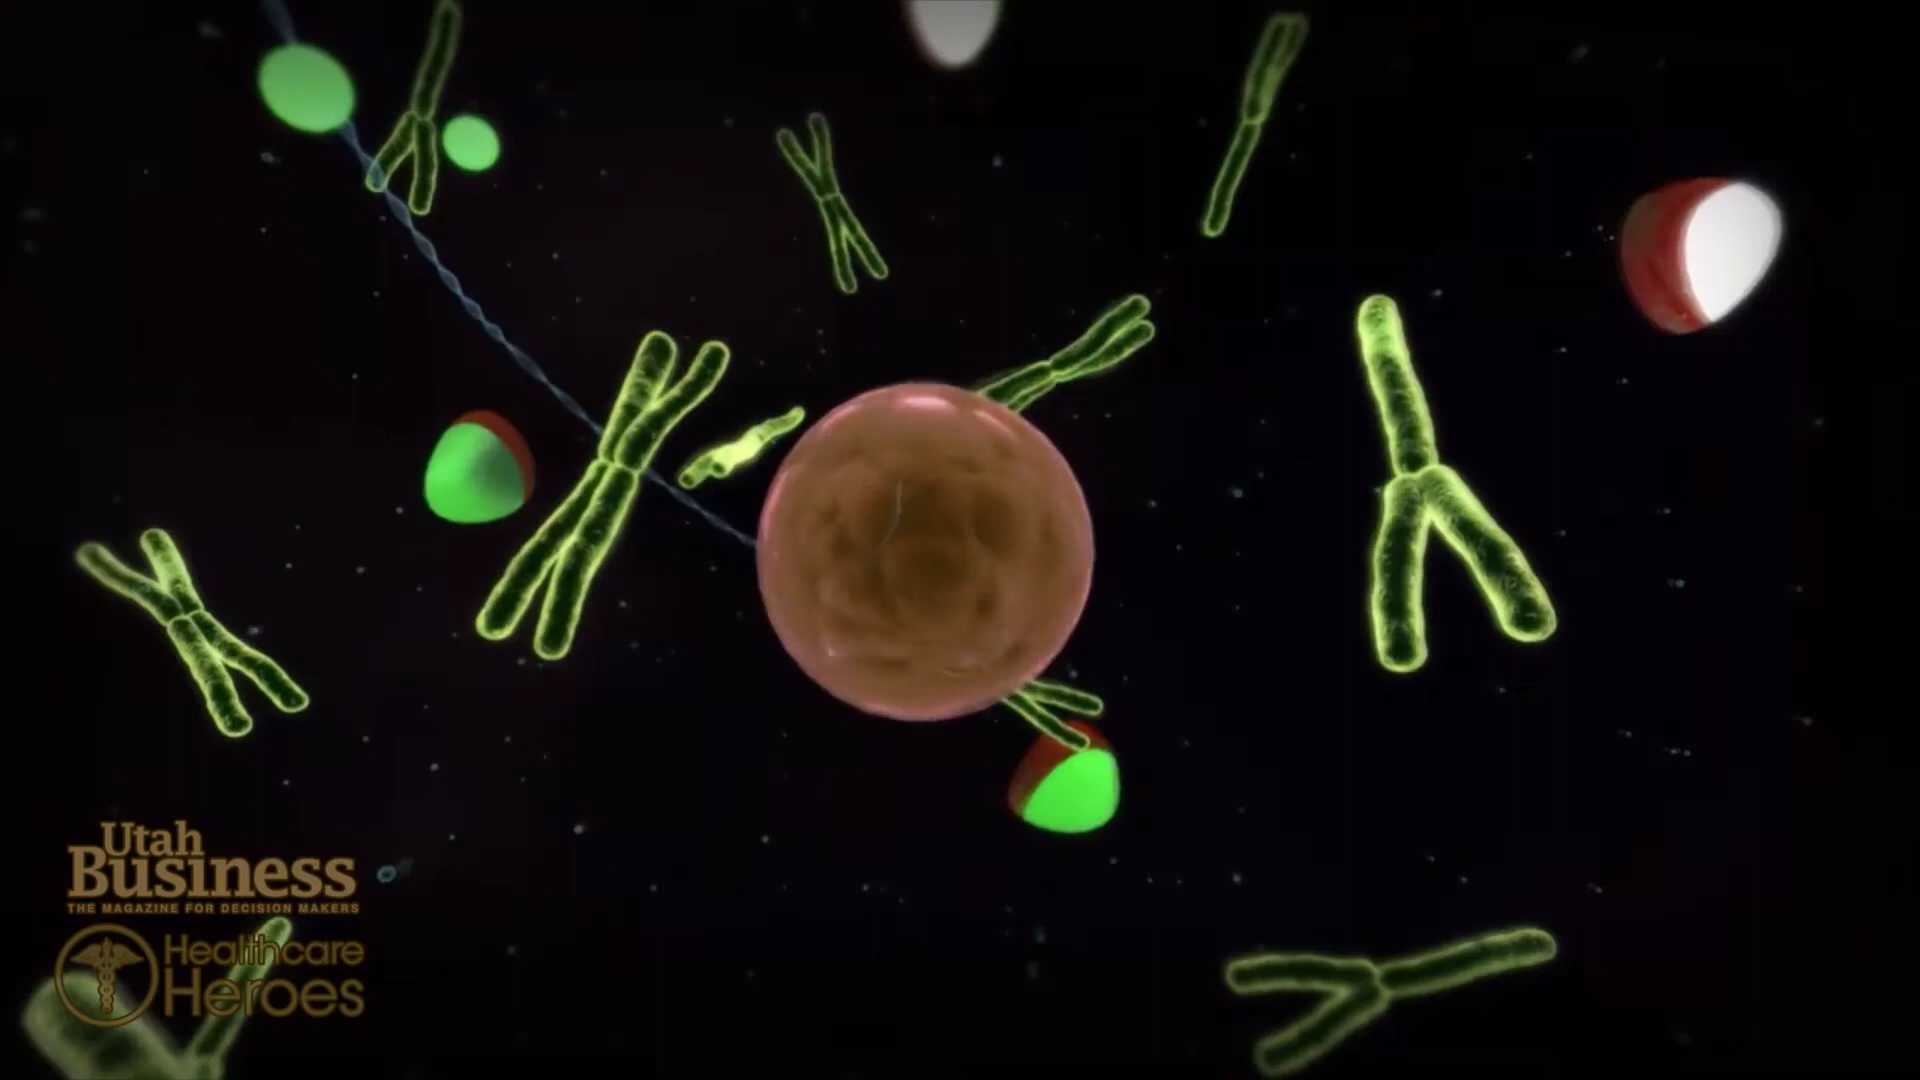 Utah
Business
THE MAGAZINE FOR DECISION MAKERS
Healthcare
Heroes